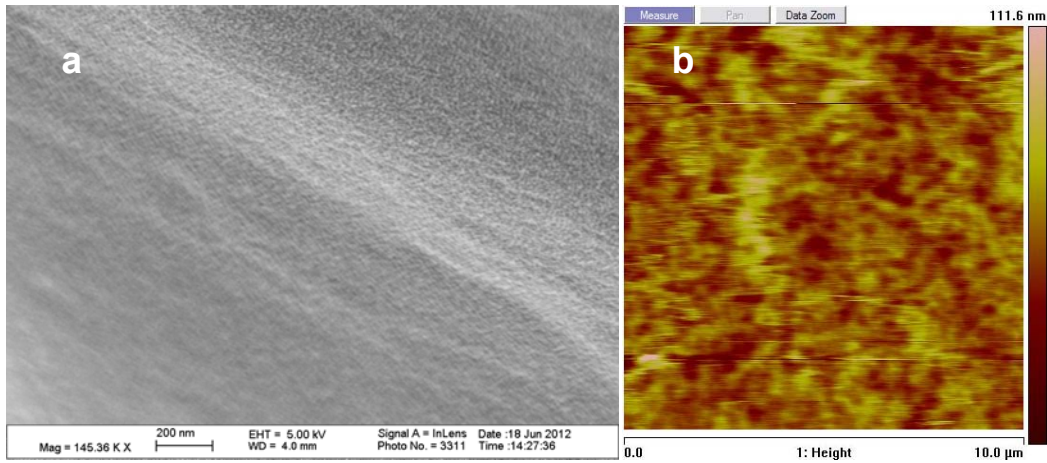 a
Mag = 145.36 K X
200 nm
EHT = 5.00 kV
WD = 4.0 mm
Signal A = InLens
Photo No. = 3311
Date :18 Jun 2012
Time :14:27:36
Measure
Pan
Data Zoom
111.6 nm
b
0.0
1: Height
10.0 µm